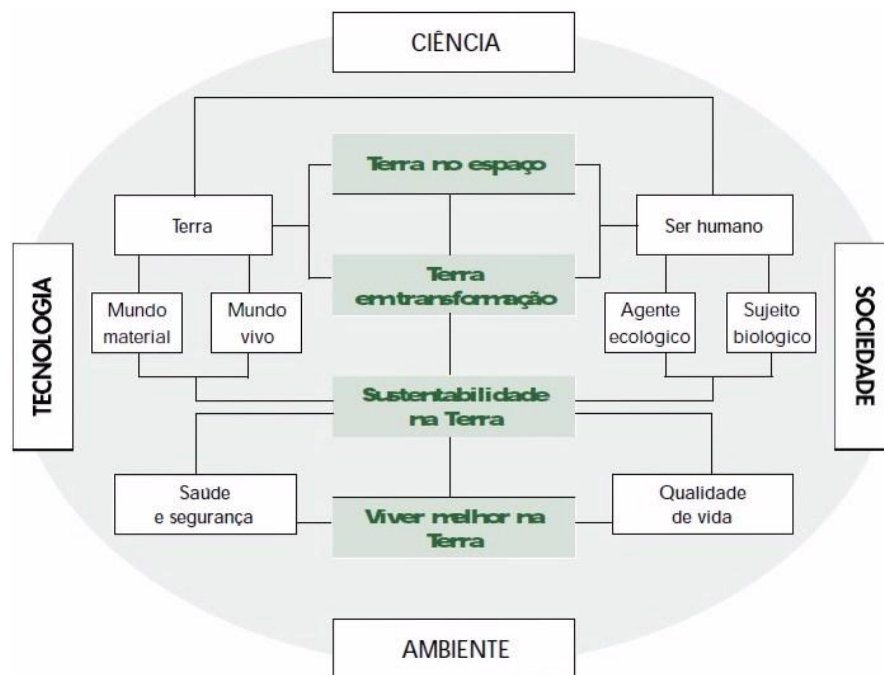 CIÊNCIA
Terra no espaço
Terra
Ser humano
TECNOLOGIA
SOCIEDADE
Terra
em transformação
Mundo
material
Mundo
vivo
Agente
ecológico
Sujeito
biológico
Sustentabilidade
na Terra
Saúde
e segurança
Qualidade
de vida
Viver melhor na
Terra
AMBIENTE